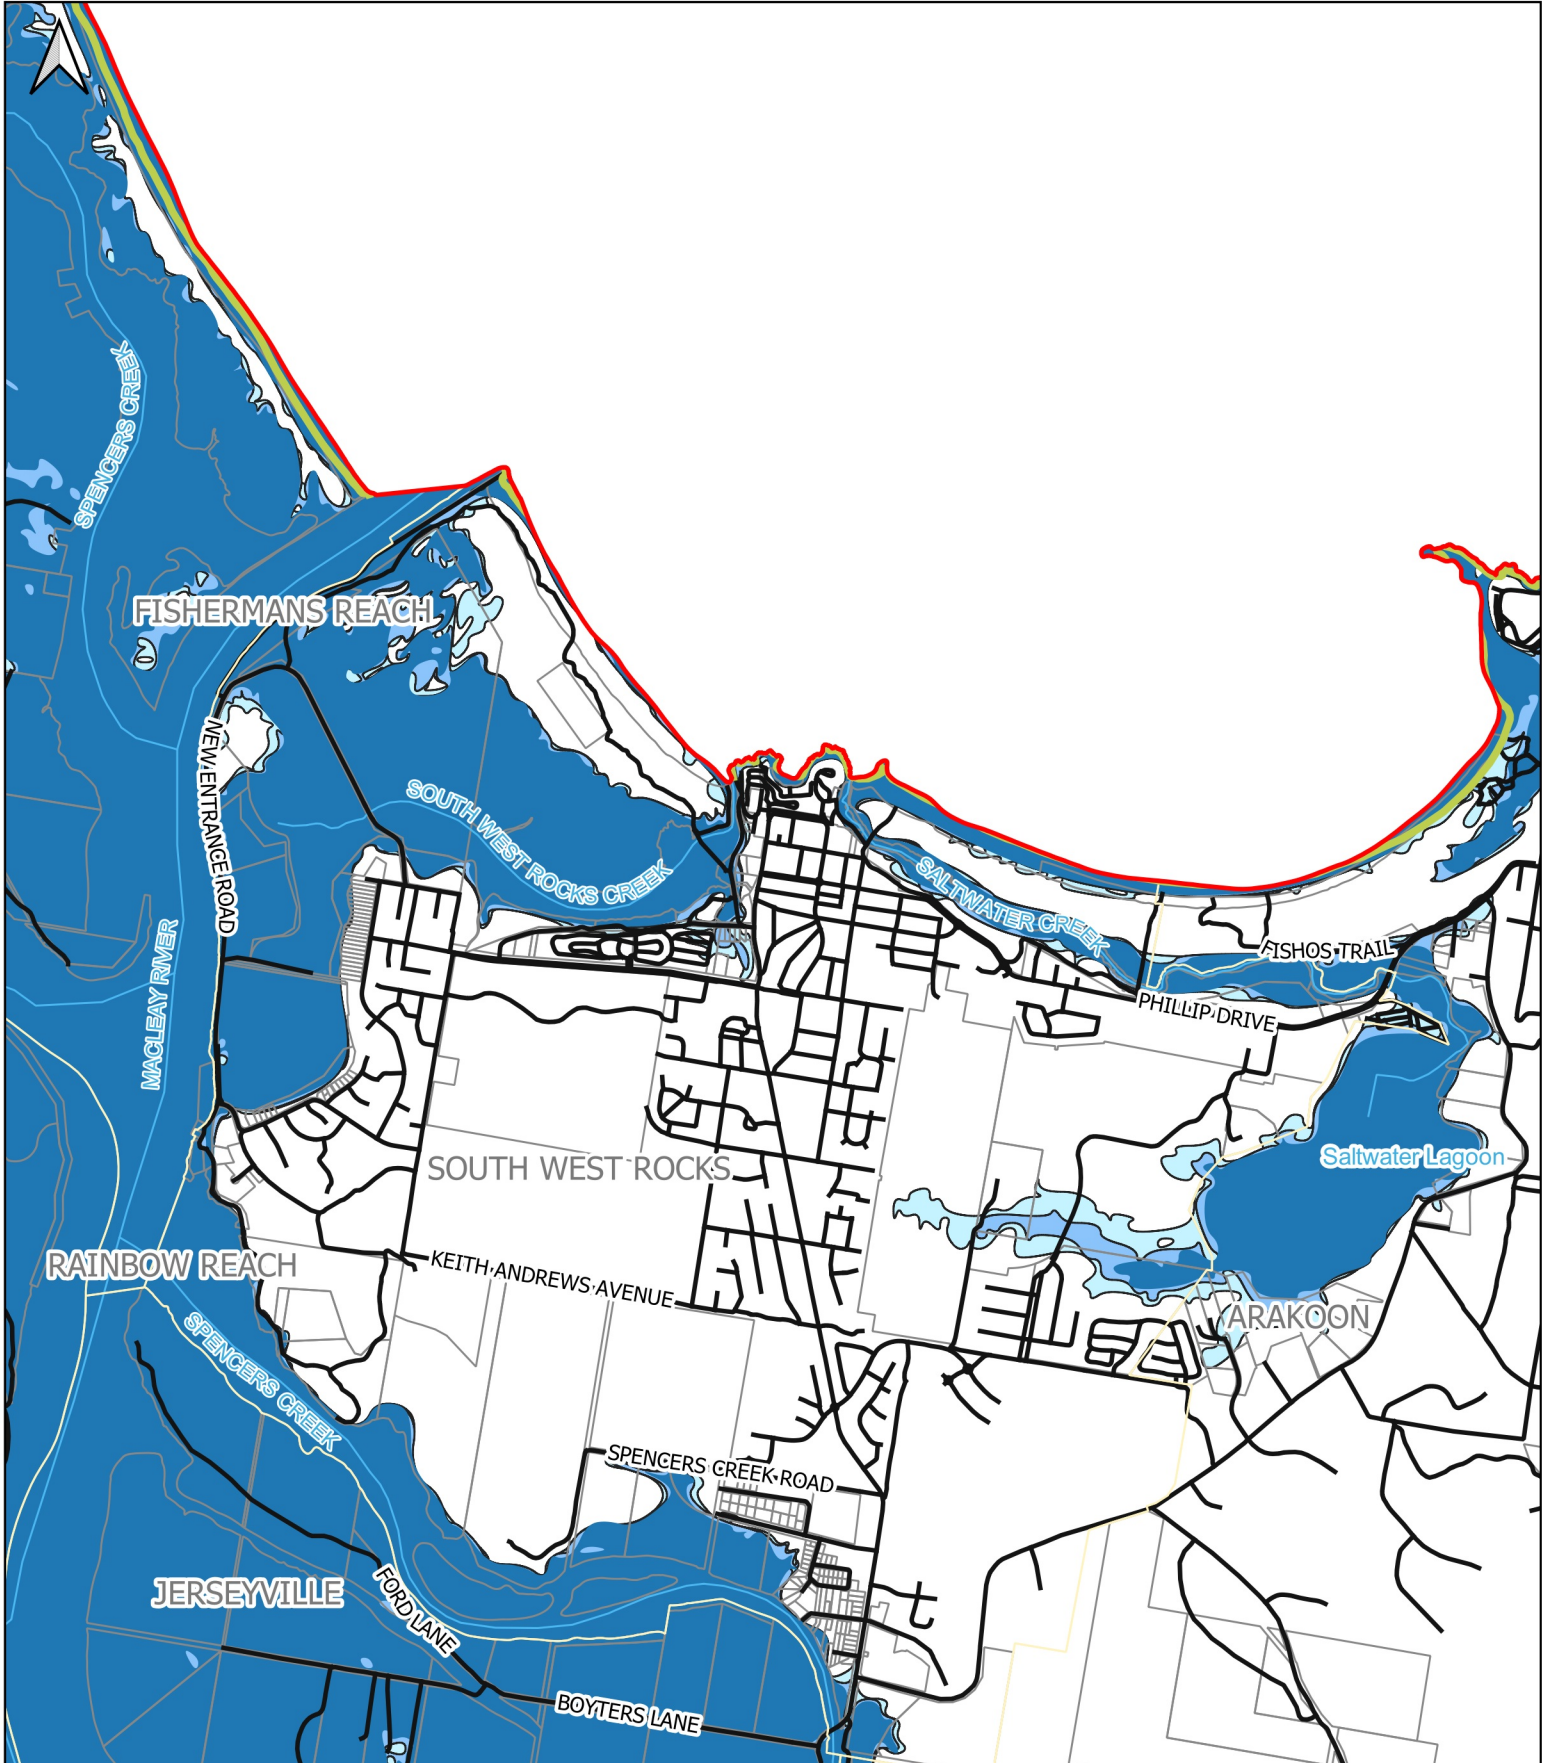 SPENCERS CREEK
FISHERMANS REACH
NEW ENTRANCE ROAD
SOUTH WEST ROCKS CREEK
SALTWATER CREEK
FISHOS TRAIL
MACLEAY RIVER
PHILLIP DRIVE
SOUTH WEST ROCKS
Saltwater Lagoon
RAINBOW REACH
KEITH ANDREWS AVENUE
ARAKOON
SPENCERS CREEK
SPENCERS CREEK ROAD
JERSEYVILLE
FORD LANE
BOYTERS LANE